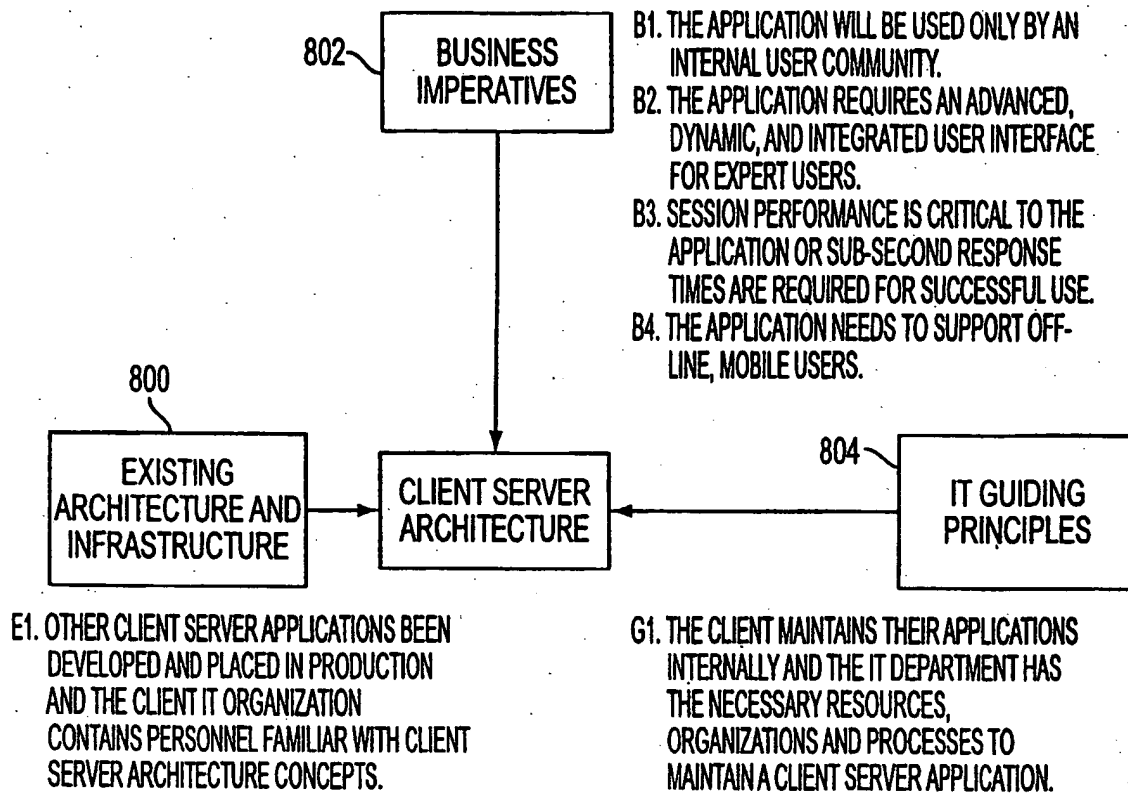 802
BUSINESS
IMPERATIVES
B1. THE APPLICATION WILL BE USED ONLY BY AN
INTERNAL USER COMMUNITY.
B2. THE APPLICATION REQUIRES AN ADVANCED,
DYNAMIC, AND INTEGRATED USER INTERFACE
FOR EXPERT USERS.
B3. SESSION PERFORMANCE IS CRITICAL TO THE
APPLICATION OR SUB-SECOND RESPONSE
TIMES ARE REQUIRED FOR SUCCESSFUL USE.
B4. THE APPLICATION NEEDS TO SUPPORT OFF-
LINE, MOBILE USERS.
800
EXISTING
ARCHITECTURE AND
INFRASTRUCTURE
CLIENT SERVER
ARCHITECTURE
804
IT GUIDING
PRINCIPLES
E1. OTHER CLIENT SERVER APPLICATIONS BEEN
DEVELOPED AND PLACED IN PRODUCTION
AND THE CLIENT IT ORGANIZATION
CONTAINS PERSONNEL FAMILIAR WITH CLIENT
SERVER ARCHITECTURE CONCEPTS.
G1. THE CLIENT MAINTAINS THEIR APPLICATIONS
INTERNALLY AND THE IT DEPARTMENT HAS
THE NECESSARY RESOURCES,
ORGANIZATIONS AND PROCESSES TO
MAINTAIN A CLIENT SERVER APPLICATION.